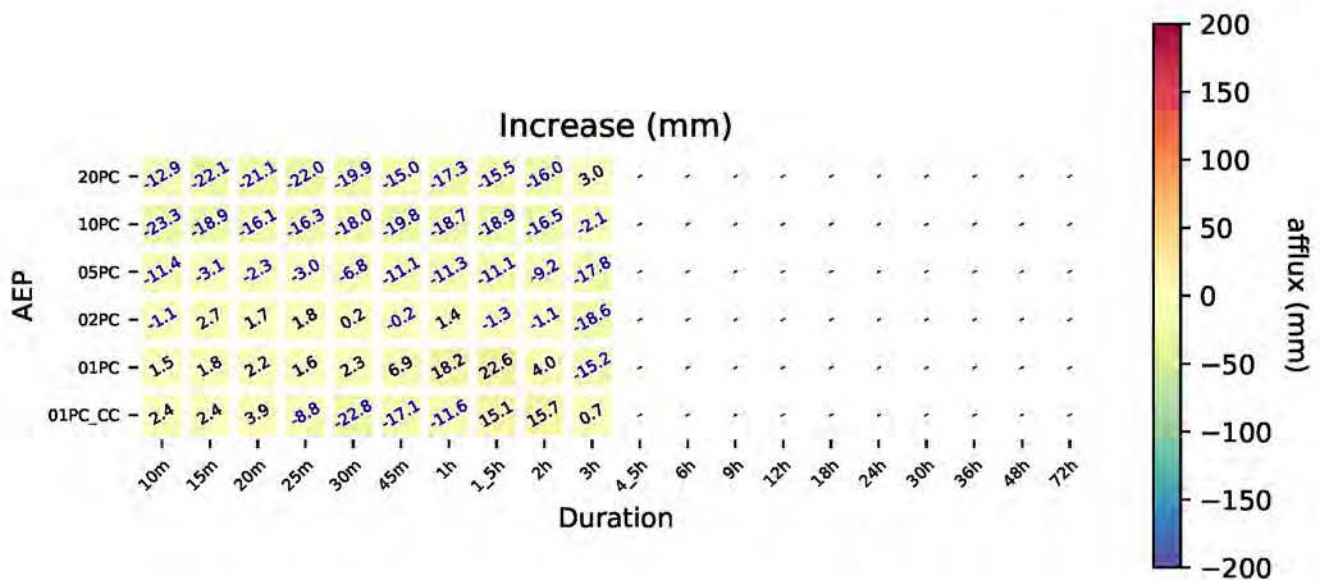 Increase (mm)
20PC -12.9 -22.1 -21.1 -22.0 -19.9 -15.0 -17.3 -15.5 -16.0 3.0 - - - - - - - - - -
10PC -23.3 -18.9 -16.1 -16.3 -18.0 -19.8 -18.7 -18.9 -16.5 -2.1 - - - - - - - - - -
05PC -11.4 -3.1 -2.3 -3.0 -6.8 -11.1 -11.3 -11.1 -9.2 -17.8 - - - - - - - - - -
02PC -1.1 2.7 1.7 1.8 0.2 -0.2 1.4 -1.3 -1.1 -18.6 - - - - - - - - - -
01PC 1.5 1.8 2.2 1.6 2.3 6.9 18.2 22.6 4.0 -15.2 - - - - - - - - - -
01PC_CC 2.4 2.4 3.9 -8.8 -22.8 -17.1 -11.6 15.1 15.7 0.7 - - - - - - - - - -
10m 15m 20m 25m 30m 45m 1h 1_5h 2h 3h 4_5h 6h 9h 12h 18h 24h 30h 36h 48h 72h
Duration
AEP
200
150
100
50
0
−50
−100
−150
−200
afflux (mm)